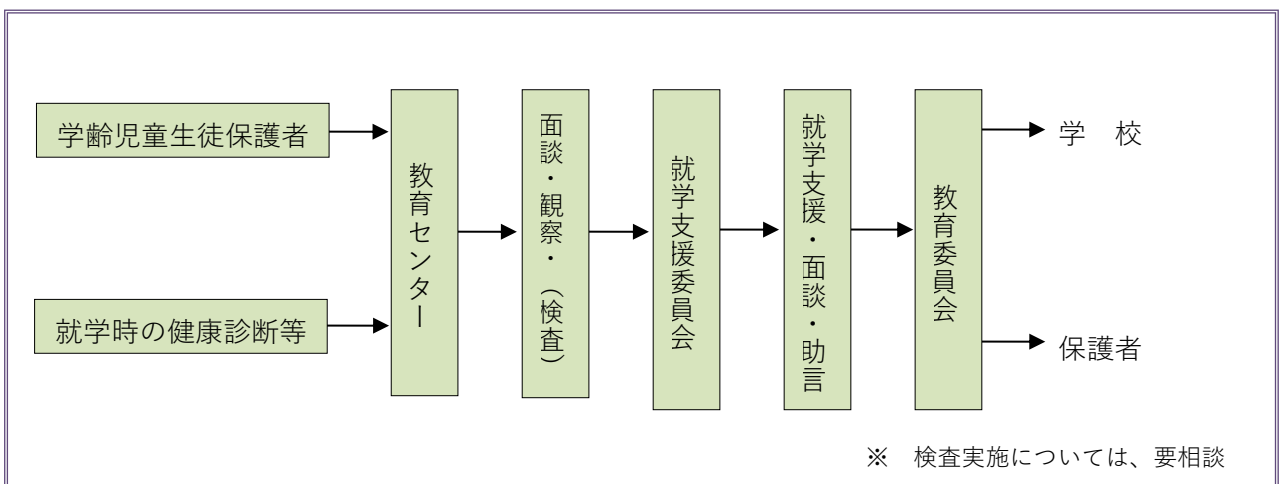 学齢児童生徒保護者
就学時の健康診断等
教育センター
面談・観察・（検査）
就学支援委員会
就学支援・面談・助言
教育委員会
学　校
保護者
※　検査実施については、要相談